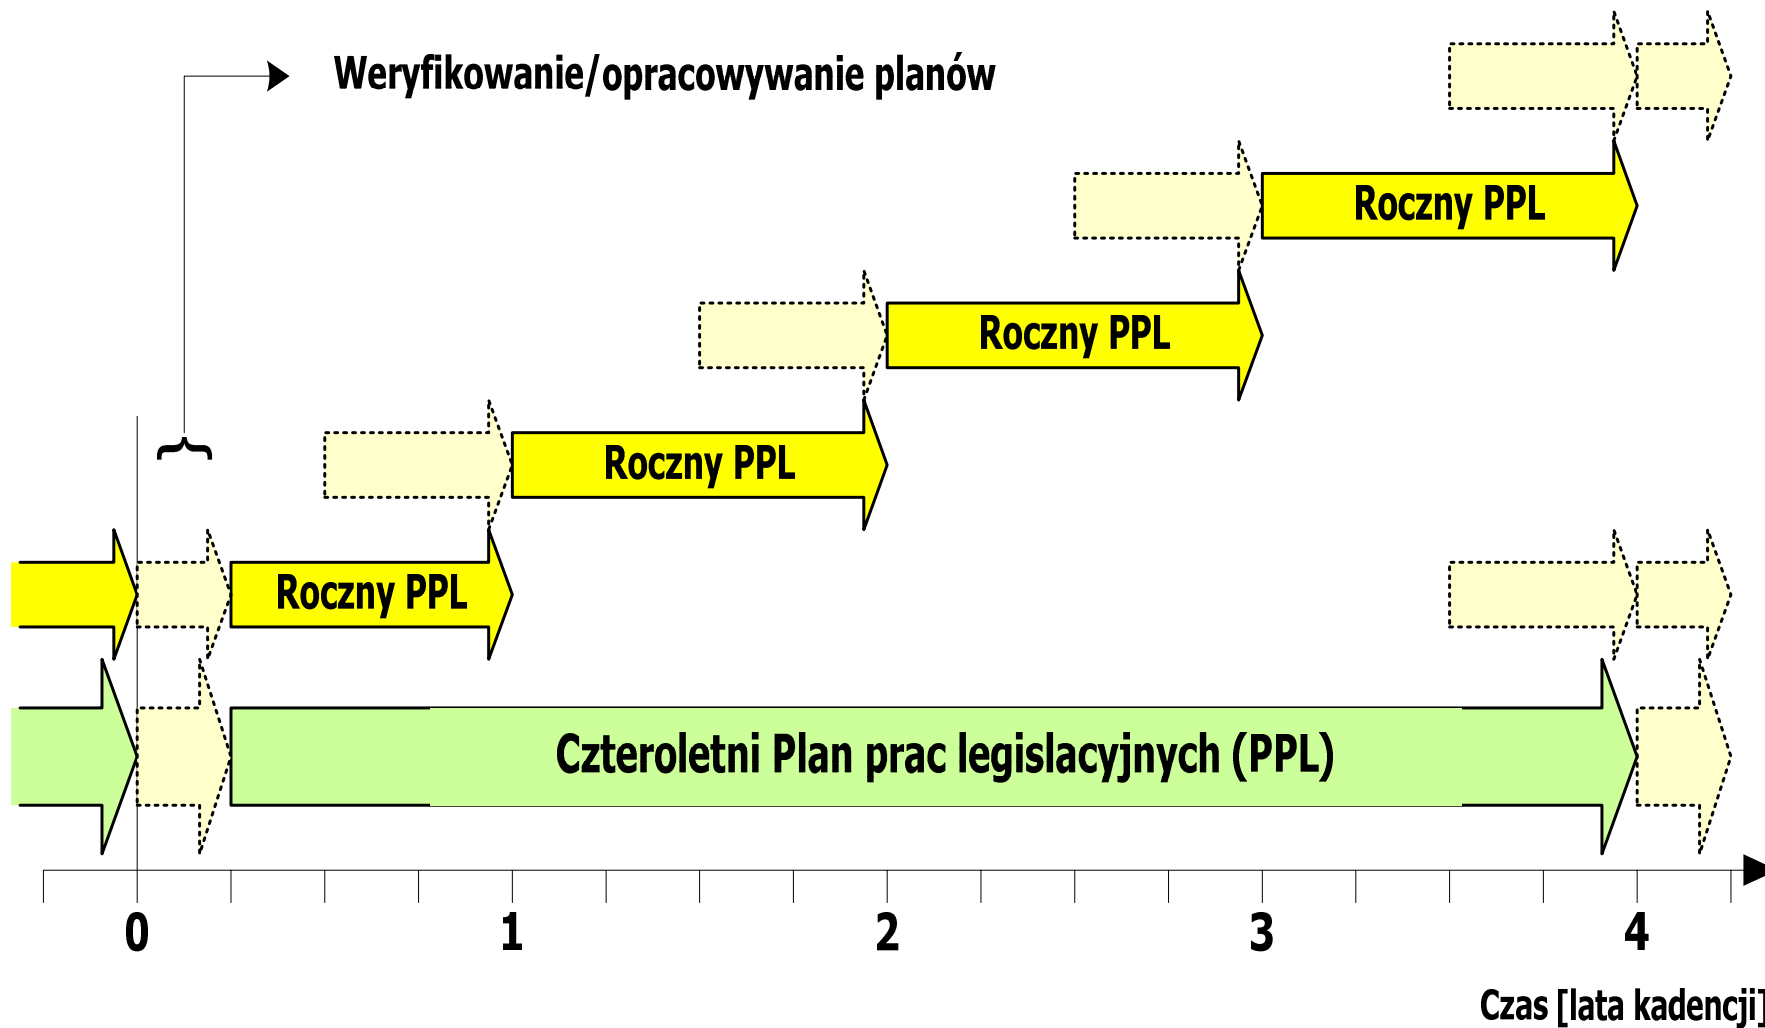 Weryfikowanie/opracowywanie planów
Roczny PPL
Roczny PPL
Roczny PPL
Roczny PPL
Czteroletni Plan prac legislacyjnych (PPL)
0 1 2 3 4
Czas [lata kadencji]